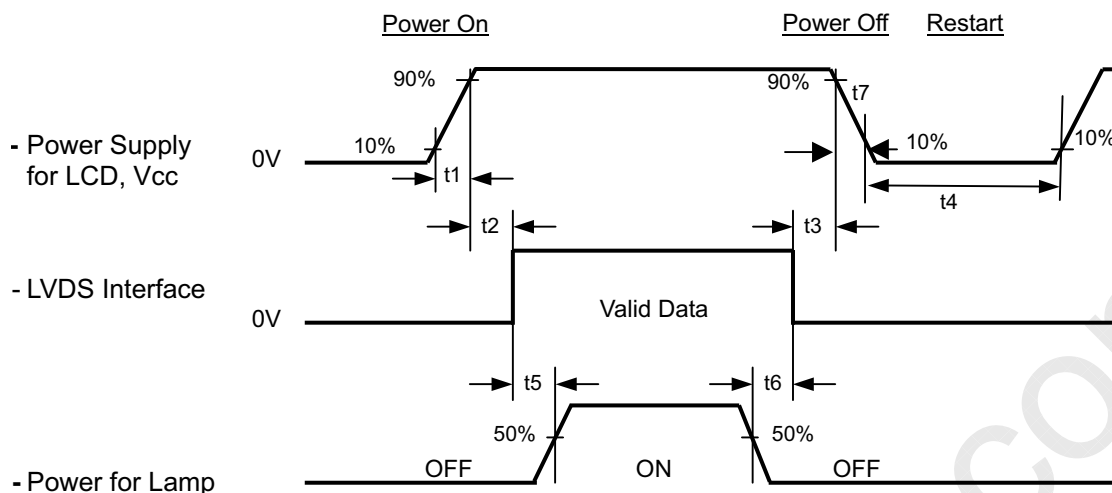 Power On Power Off Restart
90% 90% t7
- Power Supply
for LCD, Vcc
0V 10% 10% 10%
t1 t4
t2 t3
- LVDS Interface
0V Valid Data
t5 t6
50% 50%
OFF ON OFF
- Power for Lamp